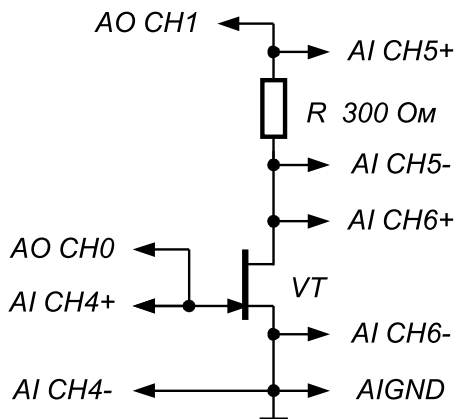 AO CH1
AI CH5+
R 300 Ом
AI CH5-
AI CH6+
AO CH0
AI CH4+
VT
AI CH6-
AI CH4-
AIGND